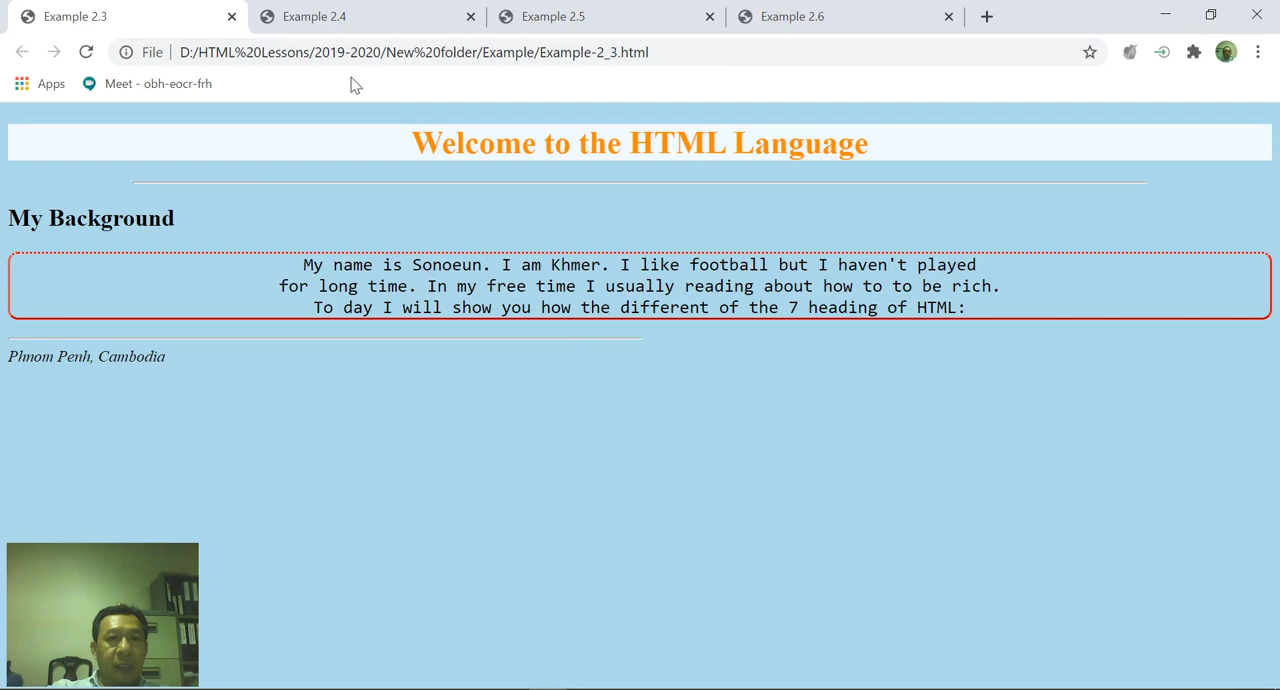 Example 2.3
Example 2.4
Example 2.5
Example 2.6
File
D:/HTML%20Lessons/2019-2020/New%20folder/Example/Example-2_3.html
Apps
Meet - obh-eocr-frh
Welcome to the HTML Language
My Background
My name is Sonoeun. I am Khmer. I like football but I haven't played
for long time. In my free time I usually reading about how to to be rich.
To day I will show you how the different of the 7 heading of HTML:
Phnom Penh, Cambodia